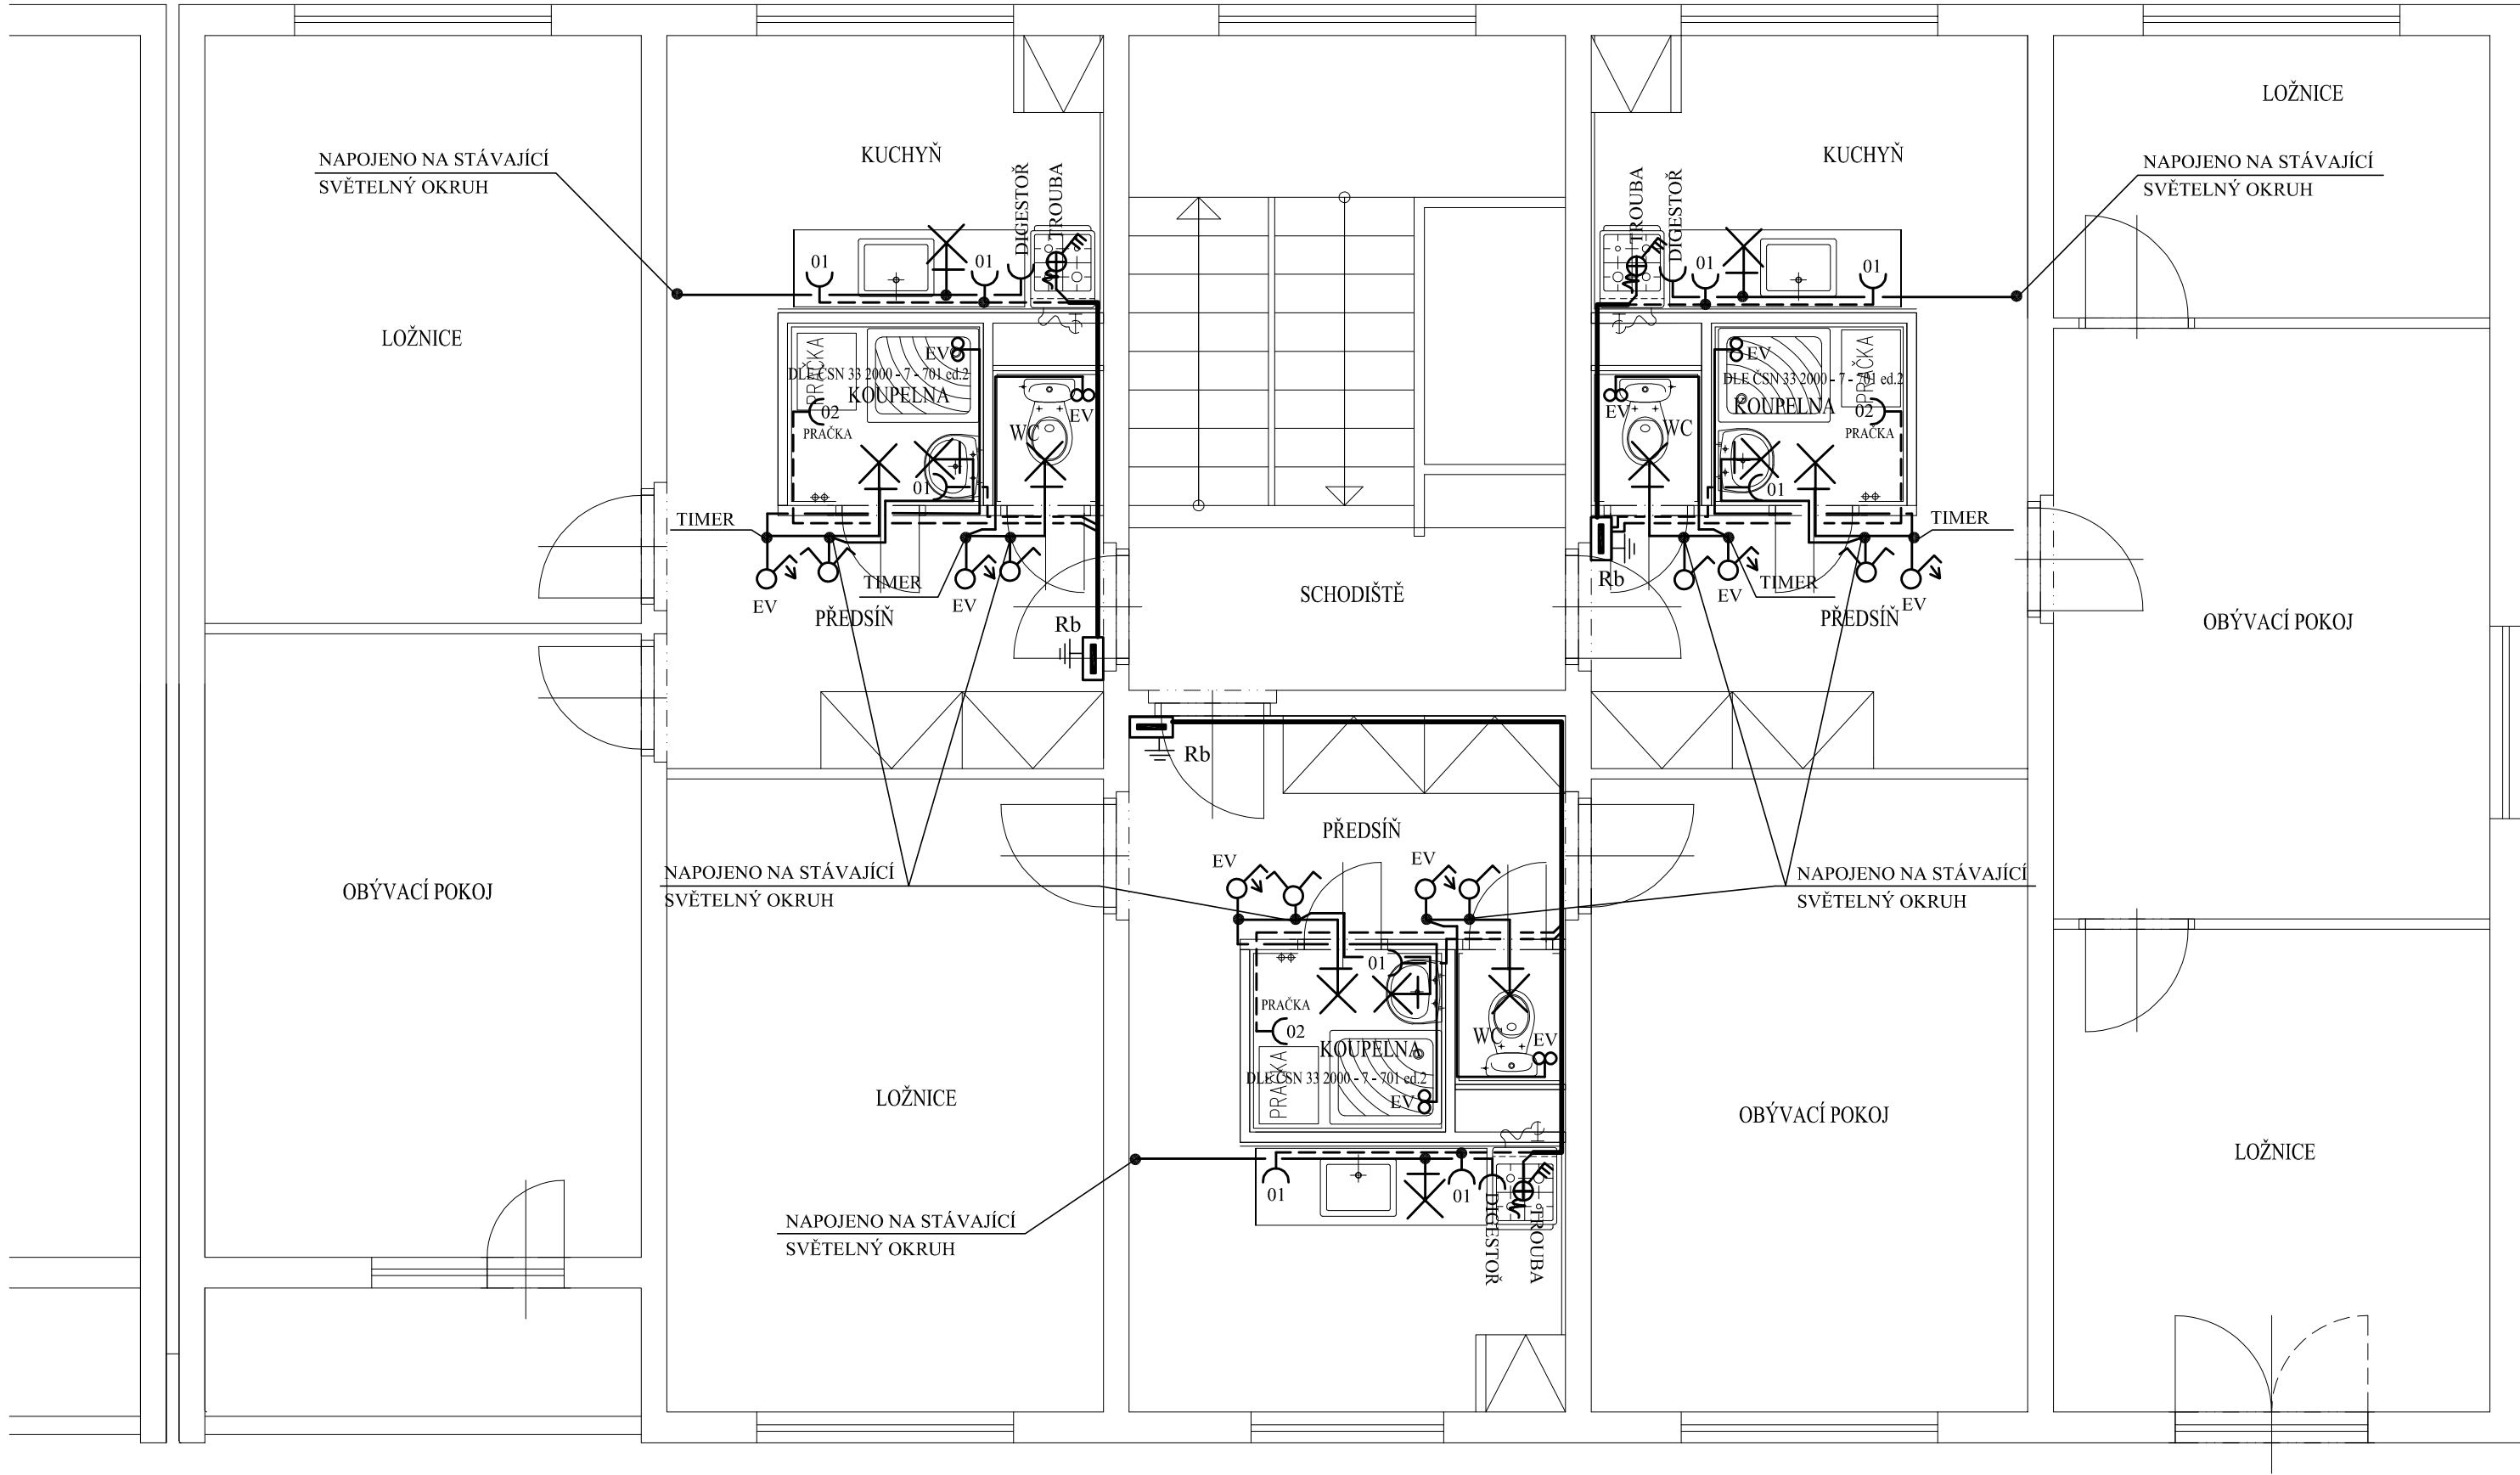 LOŽNICE
KUCHYŇ
KUCHYŇ
NAPOJENO NA STÁVAJÍCÍ
SVĚTELNÝ OKRUH
NAPOJENO NA STÁVAJÍCÍ
SVĚTELNÝ OKRUH
DIGESTOŘ
TROUBA
TROUBA
DIGESTOŘ
01
01
01
01
LOŽNICE
PRAČKA
EV
DLE ČSN 33 2000 - 7 - 701 ed.2
KOUPELNA
02
PRAČKA
EV
WC
01
EV
PRAČKA
DLE ČSN 33 2000 - 7 - 701 ed.2
KOUPELNA
EV
WC
02
PRAČKA
01
TIMER
TIMER
TIMER
TIMER
EV
EV
PŘEDSÍŇ
Rb
SCHODIŠTĚ
Rb
EV
EV
PŘEDSÍŇ
OBÝVACÍ POKOJ
Rb
PŘEDSÍŇ
EV
EV
NAPOJENO NA STÁVAJÍCÍ
SVĚTELNÝ OKRUH
NAPOJENO NA STÁVAJÍCÍ
SVĚTELNÝ OKRUH
OBÝVACÍ POKOJ
01
PRAČKA
02
WC
EV
KOUPELNA
DLE ČSN 33 2000 - 7 - 701 ed.2
PRAČKA
EV
LOŽNICE
OBÝVACÍ POKOJ
LOŽNICE
01
01
DIGESTOŘ
TROUBA
NAPOJENO NA STÁVAJÍCÍ
SVĚTELNÝ OKRUH